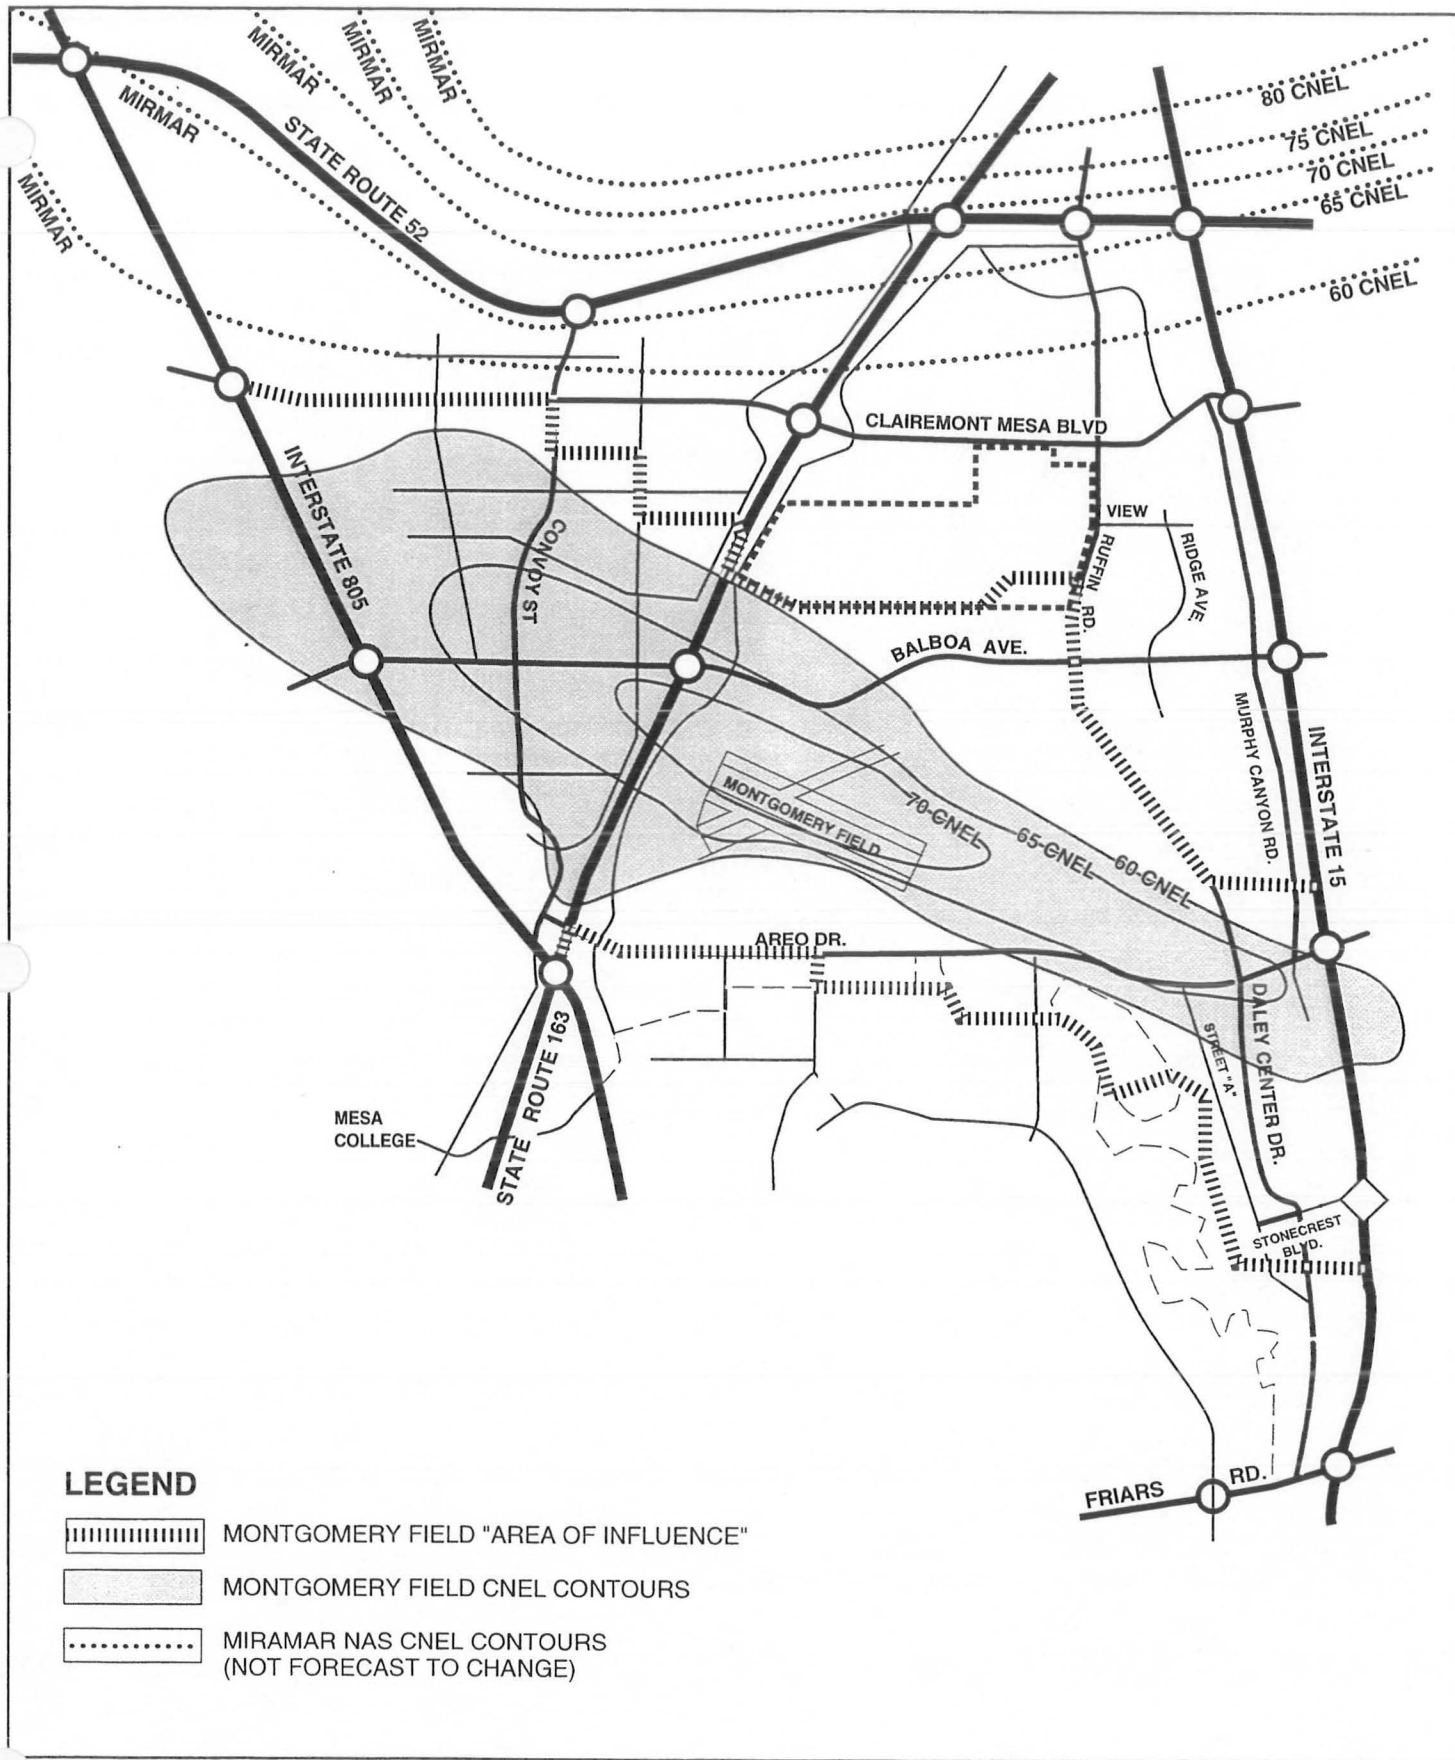 MIRMAR
MIRMAR
MIRMAR
MIRMAR
MIRMAR
80 CNEL
75 CNEL
70 CNEL
65 CNEL
60 CNEL
STATE ROUTE 52
CLAIREMONT MESA BLVD
INTERSTATE 805
CONVOY ST
VIEW
RUFFIN
RD.
RIDGE AVE.
BALBOA AVE.
MURPHY CANYON RD.
INTERSTATE 15
MONTGOMERY FIELD
70 CNEL
65 CNEL
60 CNEL
AREO DR.
STATE ROUTE 163
MESA
COLLEGE
STREET "A"
DALEY CENTER DR.
STONECREST
BLVD.
FRIARS RD.
LEGEND
MONTGOMERY FIELD "AREA OF INFLUENCE"
MONTGOMERY FIELD CNEL CONTOURS
MIRAMAR NAS CNEL CONTOURS
(NOT FORECAST TO CHANGE)